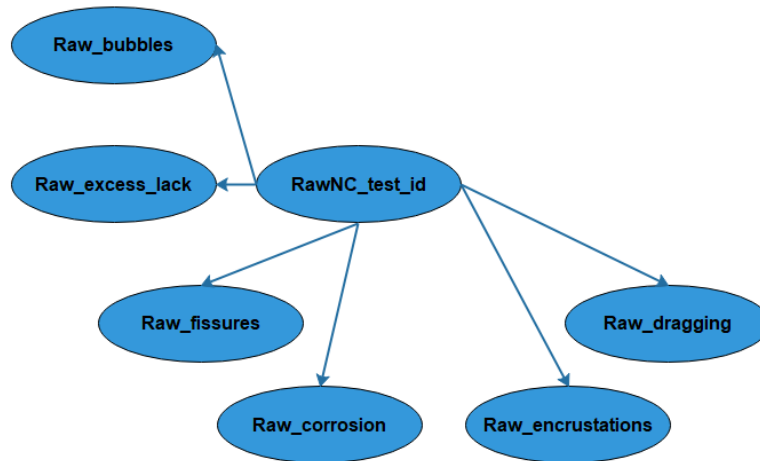 Raw_bubbles
Raw_excess_lack
RawNC_test_id
Raw_fissures
Raw_dragging
Raw_corrosion
Raw_encrustations